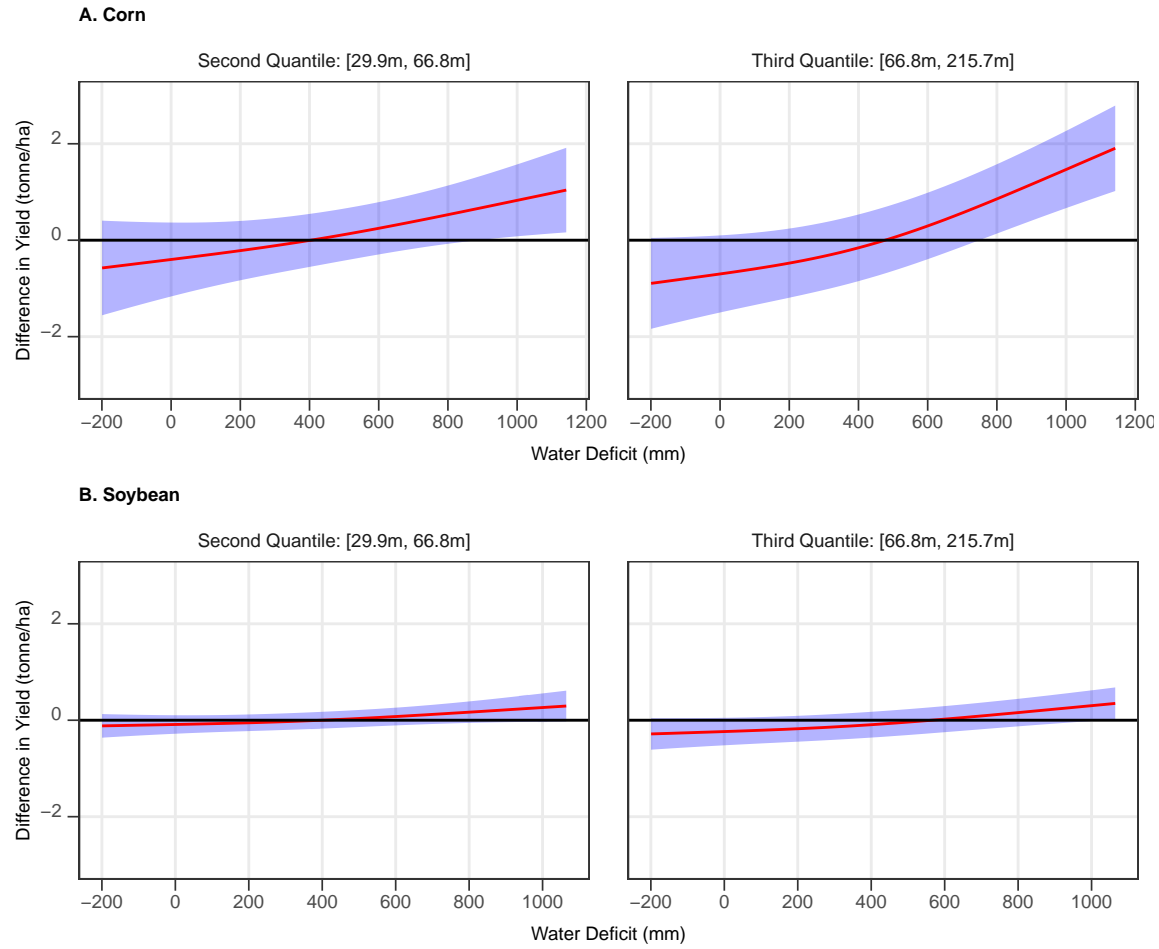 A. Corn
Second Quantile: [29.9m, 66.8m]
Third Quantile: [66.8m, 215.7m]
Difference in Yield (tonne/ha)
2
0
−2
−200 0 200 400 600 800 1000 1200
−200 0 200 400 600 800 1000 1200
Water Deficit (mm)
B. Soybean
Second Quantile: [29.9m, 66.8m]
Third Quantile: [66.8m, 215.7m]
Difference in Yield (tonne/ha)
2
0
−2
−200 0 200 400 600 800 1000
−200 0 200 400 600 800 1000
Water Deficit (mm)